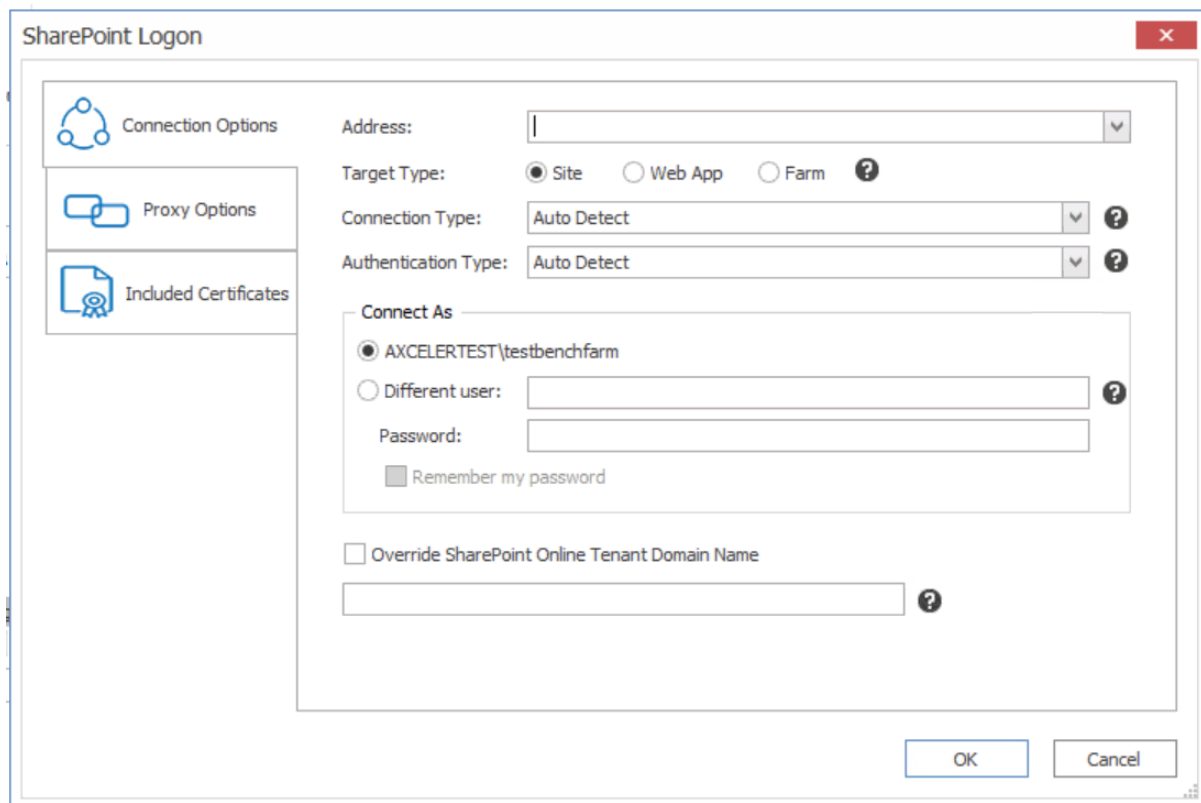 SharePoint Logon
Connection Options
Proxy Options
Included Certificates
Address:
Target Type: Site Web App Farm ?
Connection Type: Auto Detect ?
Authentication Type: Auto Detect ?
Connect As
AXCELERTEST\testbenchfarm
Different user: ?
Password:
Remember my password
Override SharePoint Online Tenant Domain Name
?
OK Cancel